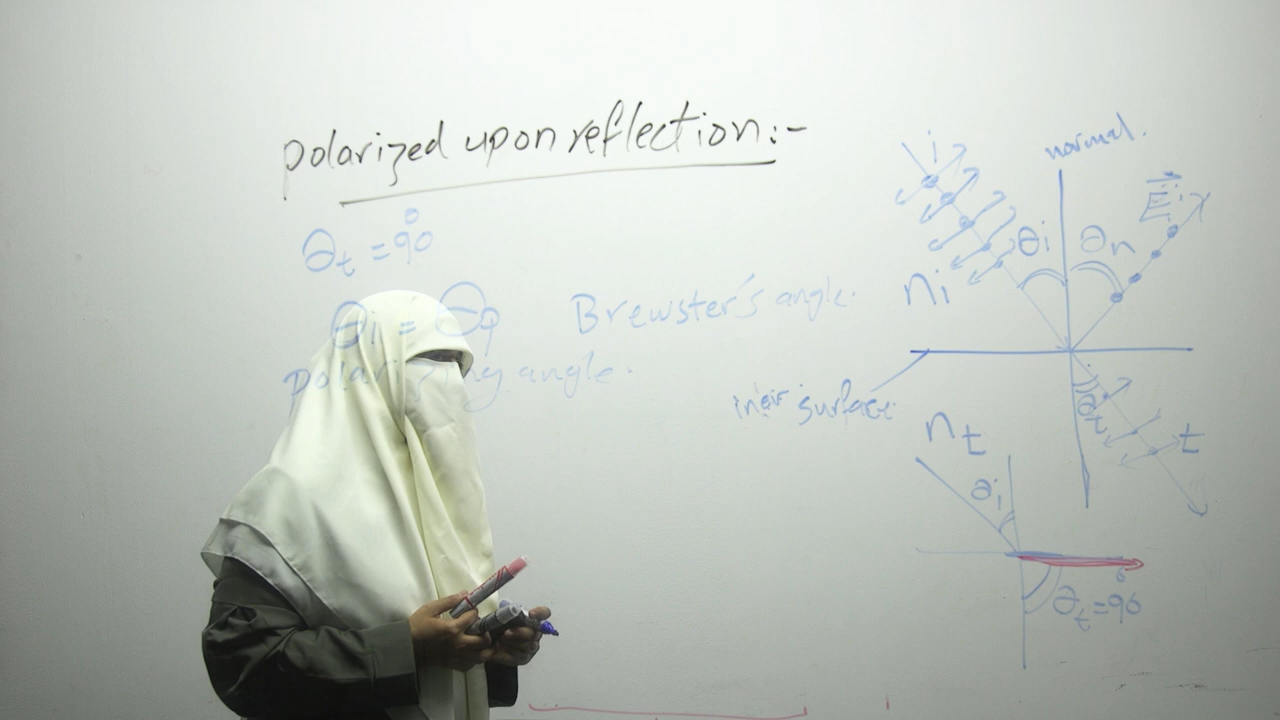 polarized upon reflection:-
θt = 90°
θi = θp Brewster's angle.
polarizing angle.
i
normal.
θi θn
ni
surface
nt
t
θi
θt = 90°